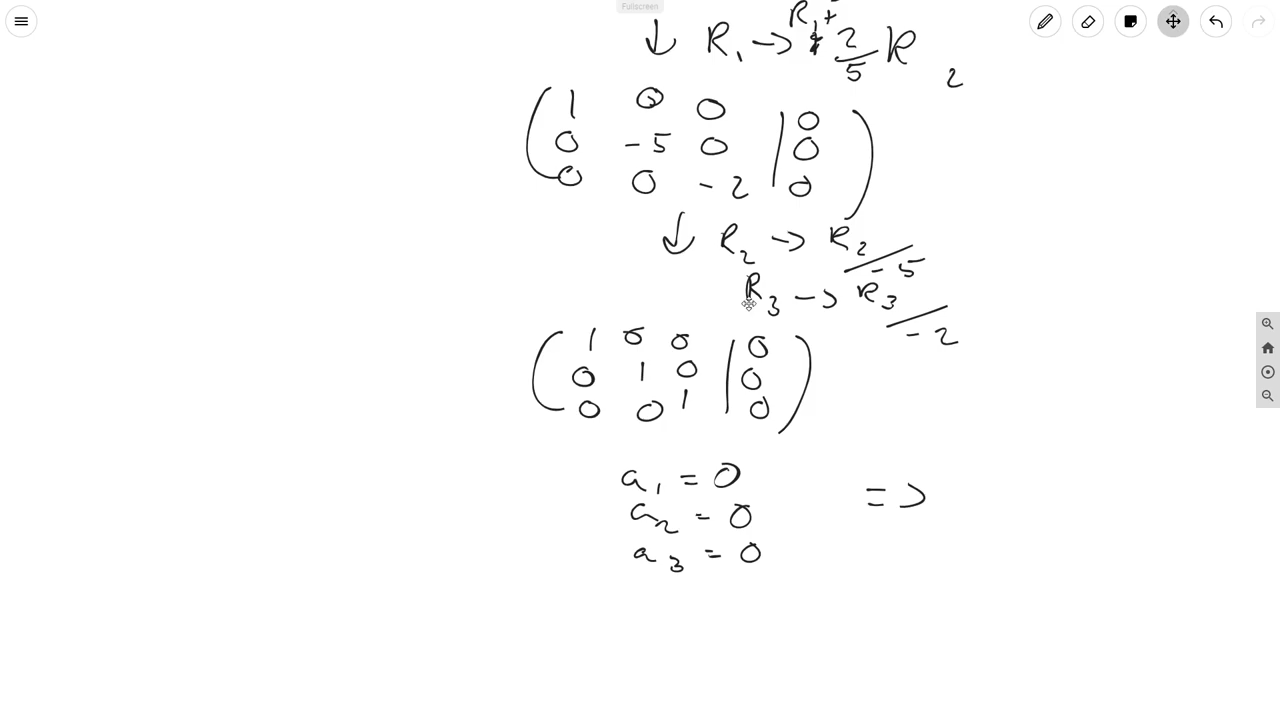 Fullscreen
↓ R₁ → R₁ + 2/5 R₂
( 1 0 0 | 0 )
( 0 -5 0 | 0 )
( 0 0 -2 | 0 )
↓ R₂ → R₂/-5
R₃ → R₃/-2
( 1 0 0 | 0 )
( 0 1 0 | 0 )
( 0 0 1 | 0 )
a₁ = 0 =>
a₂ = 0
a₃ = 0